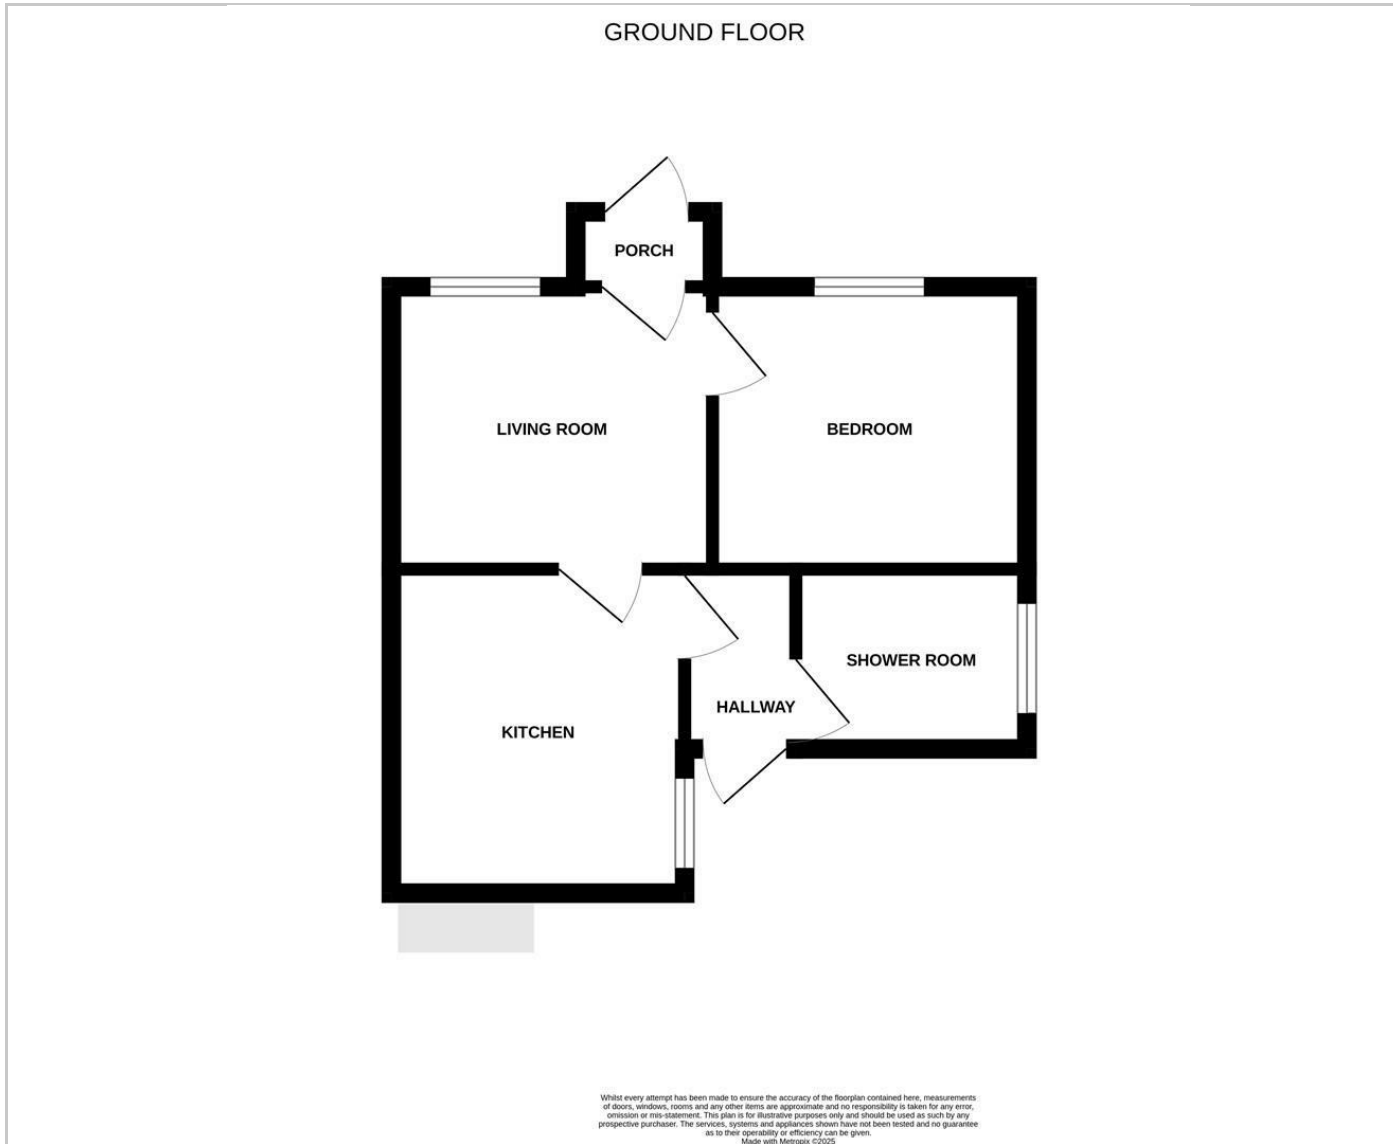 GROUND FLOOR
PORCH
LIVING ROOM
BEDROOM
SHOWER ROOM
HALLWAY
KITCHEN
Whilst every attempt has been made to ensure the accuracy of the floorplan contained here, measurements
of doors, windows, rooms and any other items are approximate and no responsibility is taken for any error,
omission or mis-statement. This plan is for illustrative purposes only and should be used as such by any
prospective purchaser. The services, systems and appliances shown have not been tested and no guarantee
as to their operability or efficiency can be given.
Made with Metropix ©2025